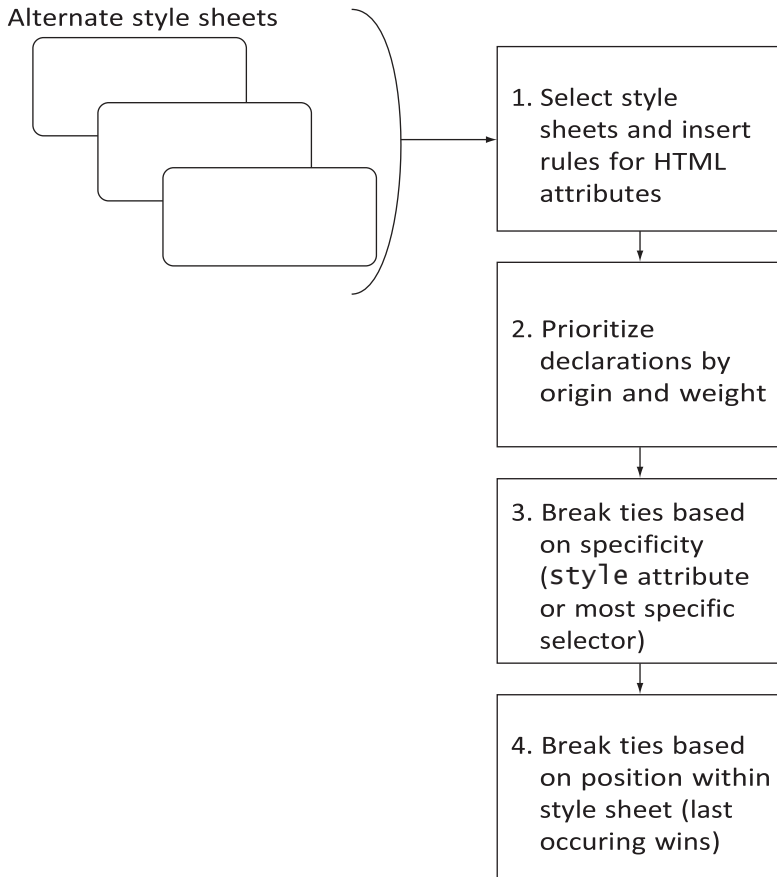 Alternate style sheets
1. Select style
sheets and insert
rules for HTML
attributes
2. Prioritize
declarations by
origin and weight
3. Break ties based
on specificity
(style attribute
or most specific
selector)
4. Break ties based
on position within
style sheet (last
occuring wins)